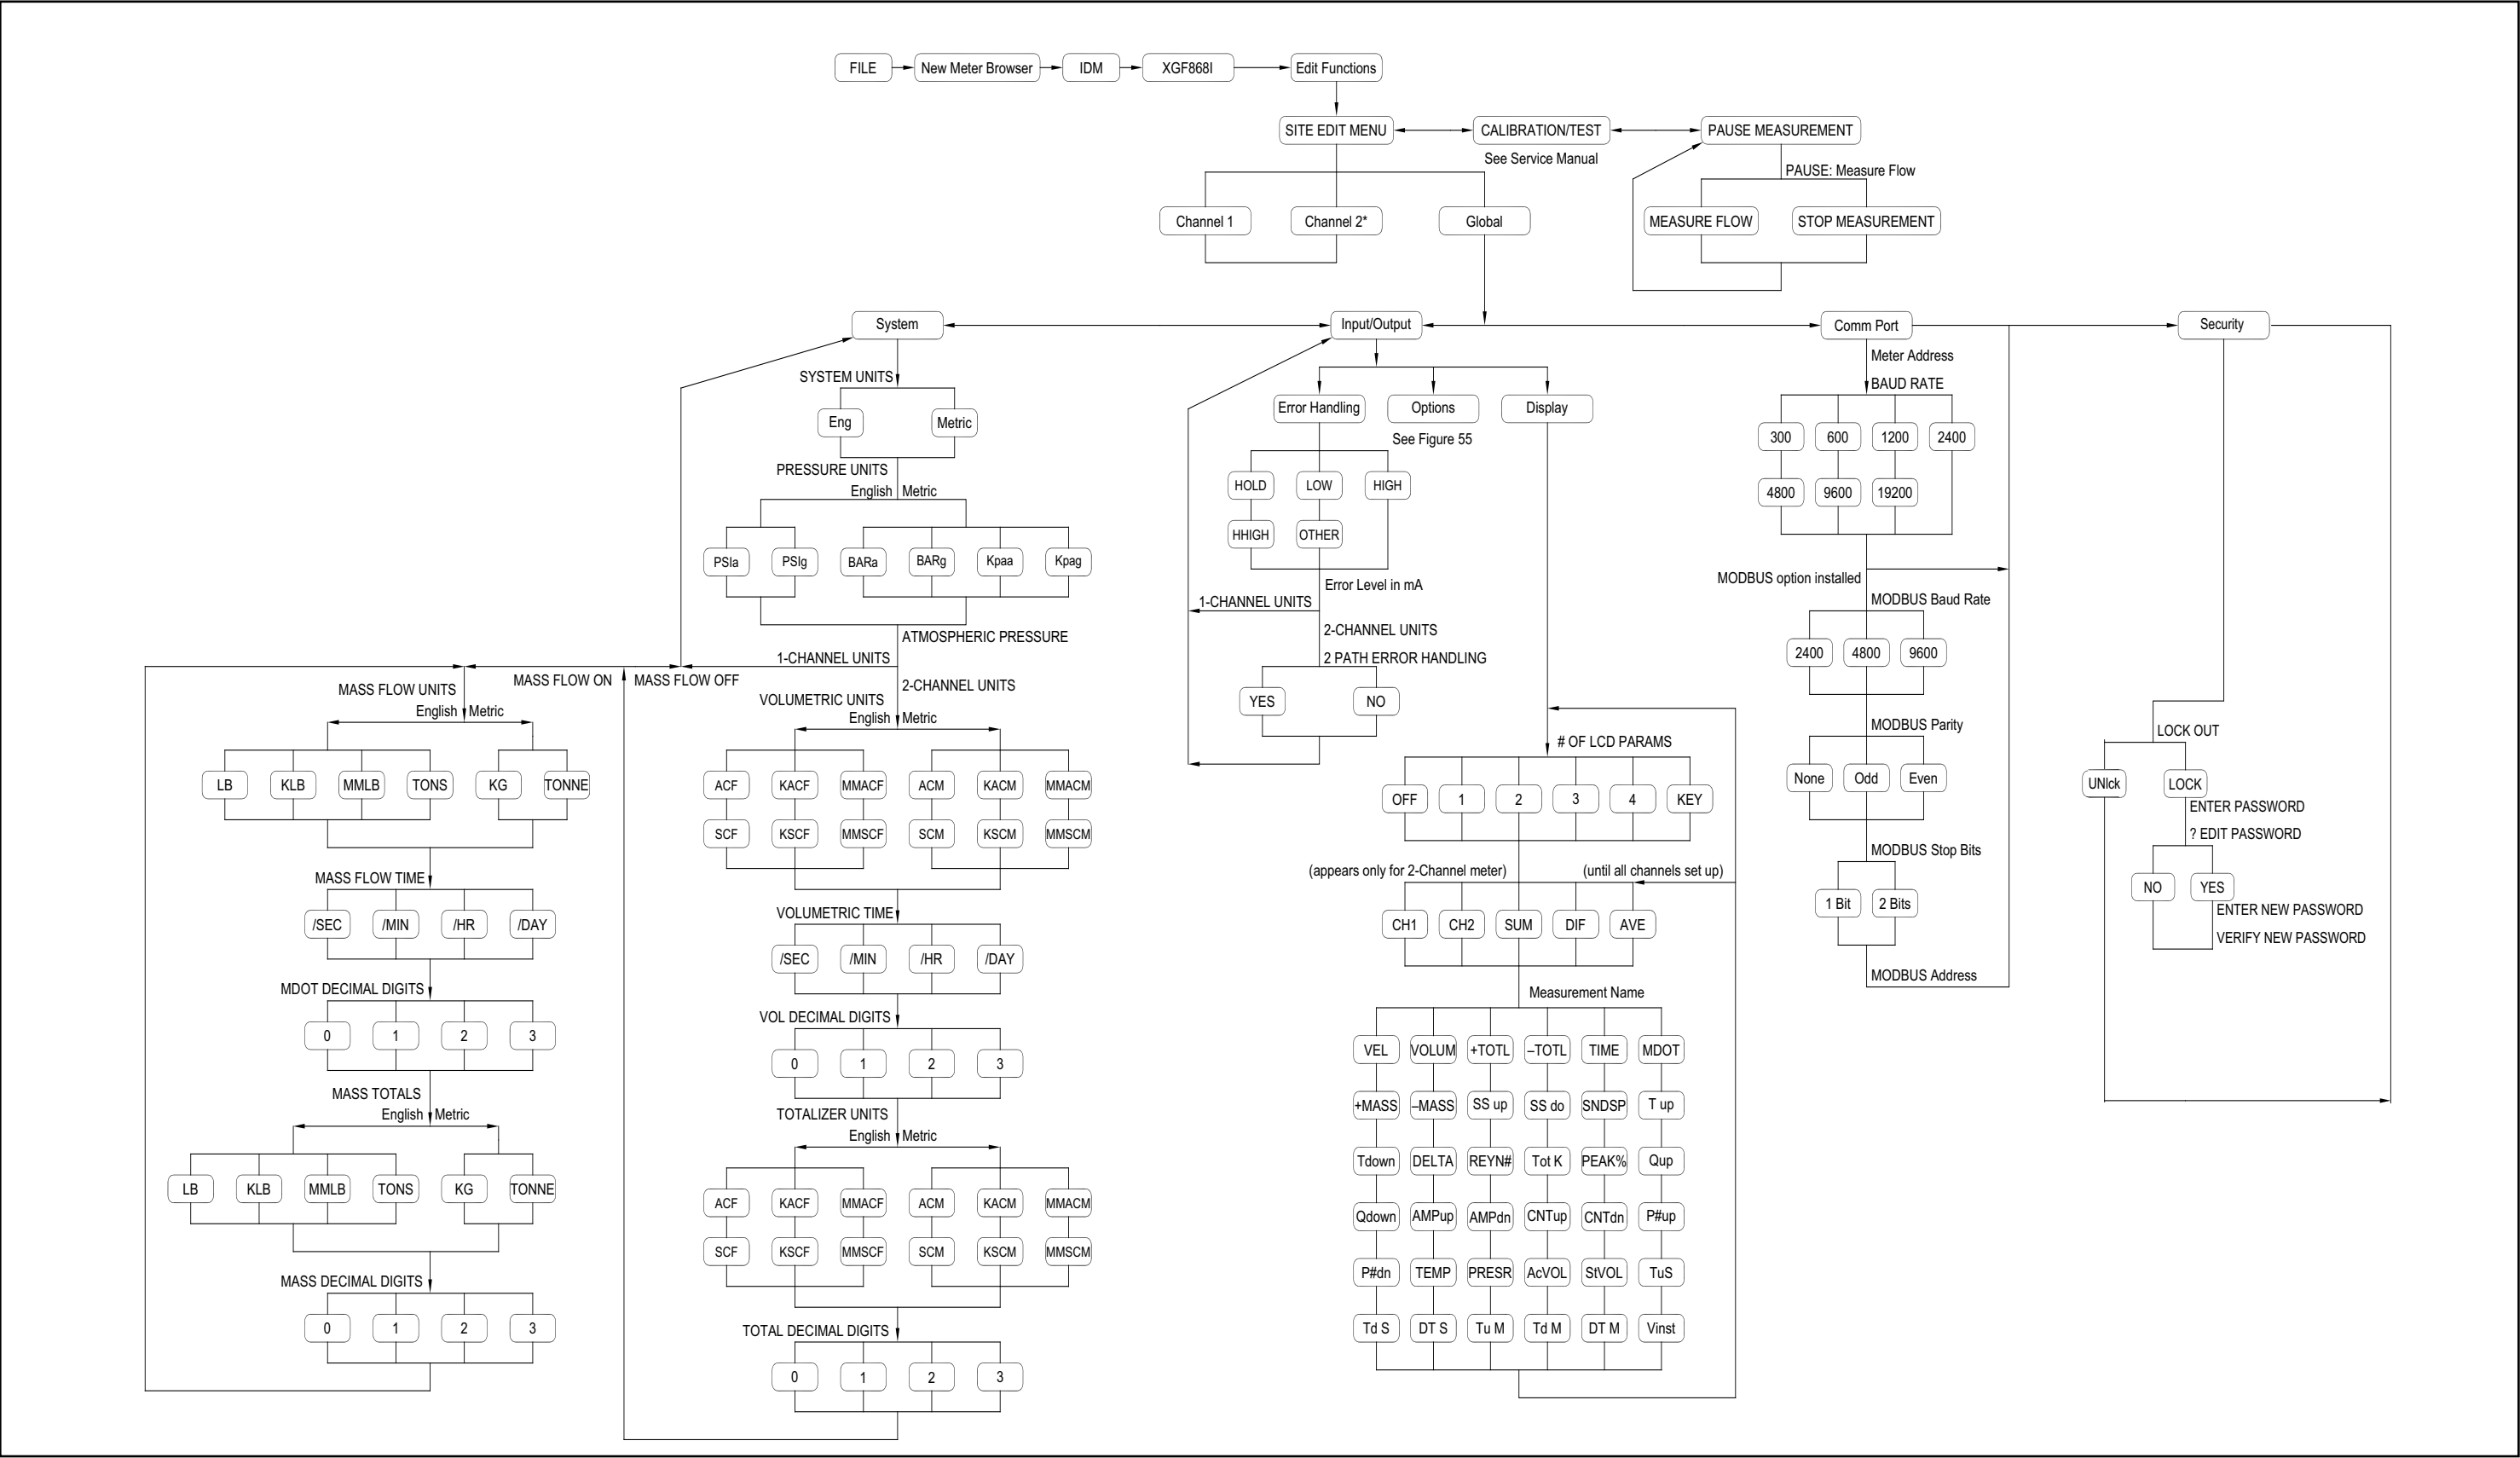 FILE
New Meter Browser
IDM
XGF868I
Edit Functions
SITE EDIT MENU
CALIBRATION/TEST
PAUSE MEASUREMENT
See Service Manual
PAUSE: Measure Flow
Channel 1
Channel 2*
Global
MEASURE FLOW
STOP MEASUREMENT
System
Input/Output
Comm Port
Security
SYSTEM UNITS
Eng
Metric
PRESSURE UNITS
English
Metric
PSIa
PSIg
BARa
BARg
Kpaa
Kpag
ATMOSPHERIC PRESSURE
1-CHANNEL UNITS
MASS FLOW ON
MASS FLOW OFF
2-CHANNEL UNITS
MASS FLOW UNITS
English
Metric
LB
KLB
MMLB
TONS
KG
TONNE
MASS FLOW TIME
/SEC
/MIN
/HR
/DAY
MDOT DECIMAL DIGITS
0
1
2
3
MASS TOTALS
English
Metric
LB
KLB
MMLB
TONS
KG
TONNE
MASS DECIMAL DIGITS
0
1
2
3
VOLUMETRIC UNITS
English
Metric
ACF
KACF
MMACF
ACM
KACM
MMACM
SCF
KSCF
MMSCF
SCM
KSCM
MMSCM
VOLUMETRIC TIME
/SEC
/MIN
/HR
/DAY
VOL DECIMAL DIGITS
0
1
2
3
TOTALIZER UNITS
English
Metric
ACF
KACF
MMACF
ACM
KACM
MMACM
SCF
KSCF
MMSCF
SCM
KSCM
MMSCM
TOTAL DECIMAL DIGITS
0
1
2
3
Error Handling
Options
Display
See Figure 55
HOLD
LOW
HIGH
HHIGH
OTHER
Error Level in mA
1-CHANNEL UNITS
2-CHANNEL UNITS
2 PATH ERROR HANDLING
YES
NO
# OF LCD PARAMS
OFF
1
2
3
4
KEY
(appears only for 2-Channel meter)
(until all channels set up)
CH1
CH2
SUM
DIF
AVE
Measurement Name
VEL
VOLUM
+TOTL
–TOTL
TIME
MDOT
+MASS
–MASS
SS up
SS do
SNDSP
T up
Tdown
DELTA
REYN#
Tot K
PEAK%
Qup
Qdown
AMPup
AMPdn
CNTup
CNTdn
P#up
P#dn
TEMP
PRESR
AcVOL
StVOL
TuS
Td S
DT S
Tu M
Td M
DT M
Vinst
Meter Address
BAUD RATE
300
600
1200
2400
4800
9600
19200
MODBUS option installed
MODBUS Baud Rate
2400
4800
9600
MODBUS Parity
None
Odd
Even
MODBUS Stop Bits
1 Bit
2 Bits
MODBUS Address
LOCK OUT
UNlck
LOCK
ENTER PASSWORD
? EDIT PASSWORD
NO
YES
ENTER NEW PASSWORD
VERIFY NEW PASSWORD